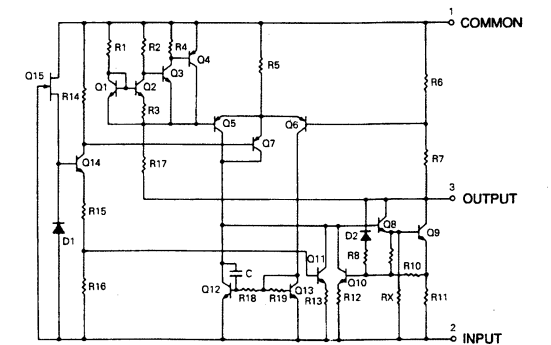 1
COMMON
R1
R2
R4
Q4
R5
Q15
R14
Q1
Q2
Q3
R6
R3
Q5
Q6
Q7
Q14
R17
R7
3
OUTPUT
R15
D1
D2
Q8
Q9
R8
Q11
C
R10
R16
Q12
R18
R19
Q13
R13
Q10
R12
RX
R11
2
INPUT